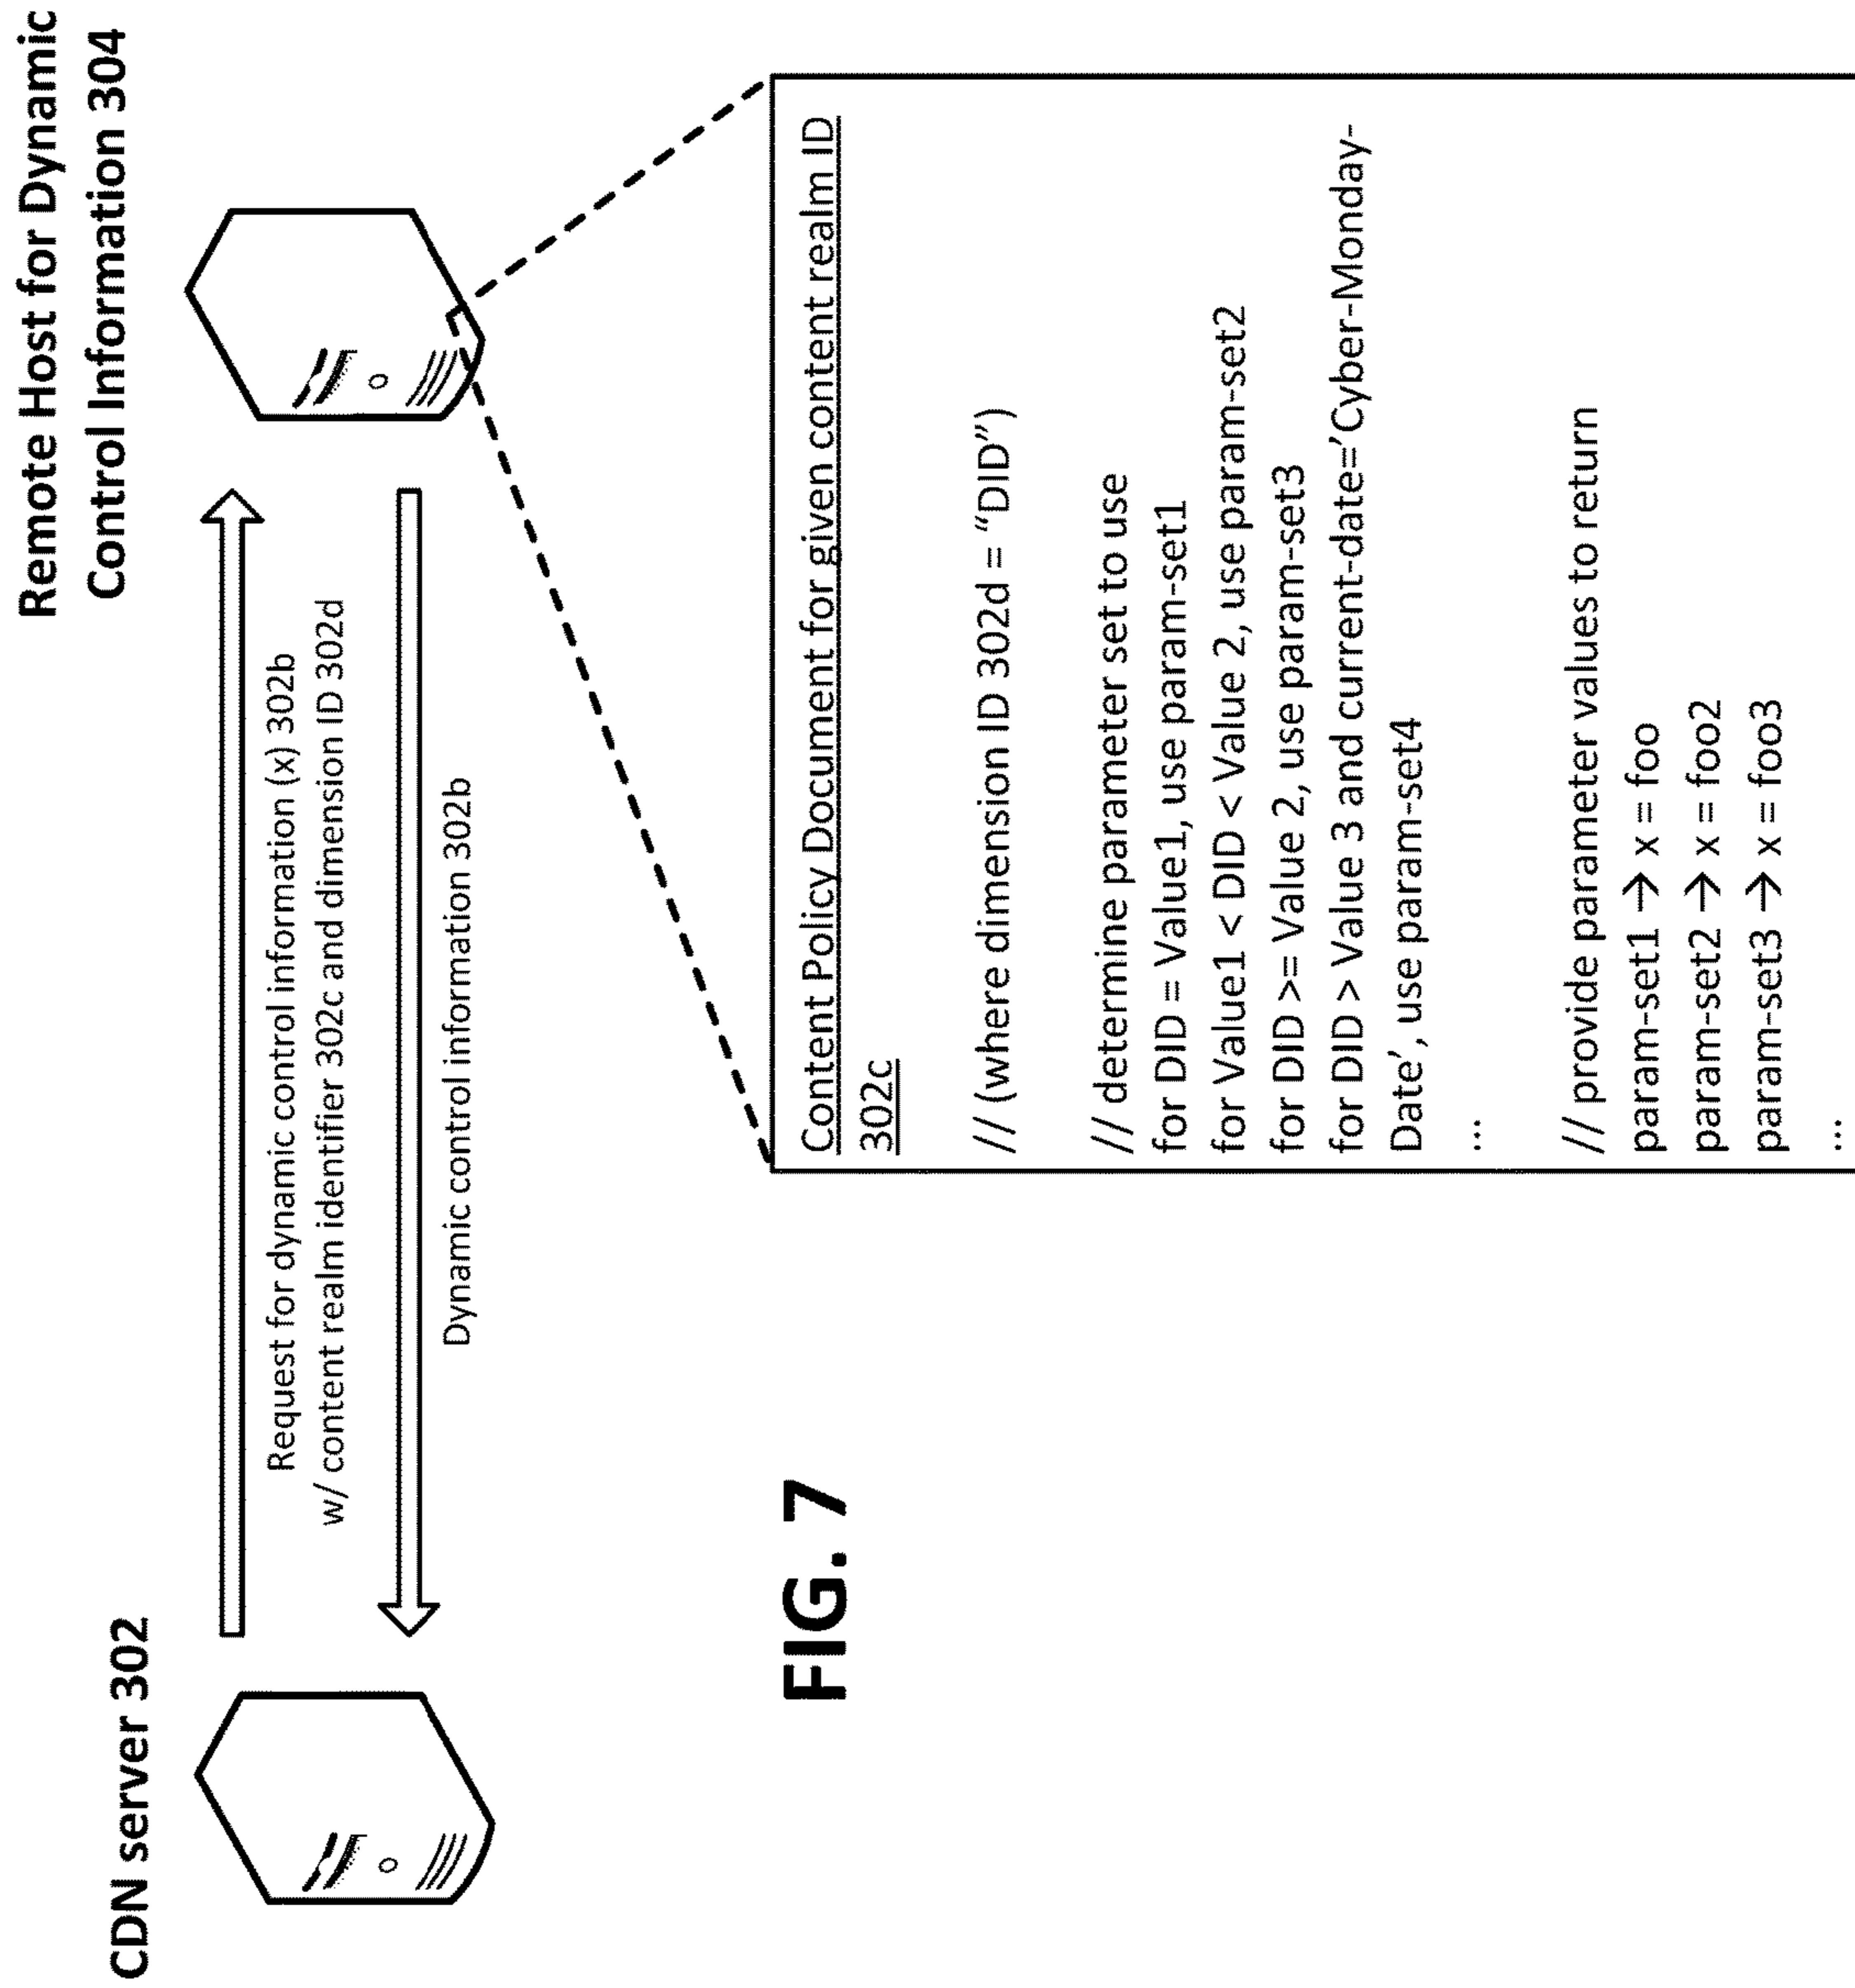 CDN server 302
Remote Host for Dynamic
Control Information 304
Request for dynamic control information (x) 302b
w/ content realm identifier 302c and dimension ID 302d
Dynamic control information 302b
Content Policy Document for given content realm ID
302c
// (where dimension ID 302d = “DID”)
// determine parameter set to use
for DID = Value1, use param-set1
for Value1 < DID < Value 2, use param-set2
for DID >= Value 2, use param-set3
for DID > Value 3 and current-date=’Cyber-Monday-
Date’, use param-set4
...
// provide parameter values to return
param-set1 → x = foo
param-set2 → x = foo2
param-set3 → x = foo3
...
FIG. 7